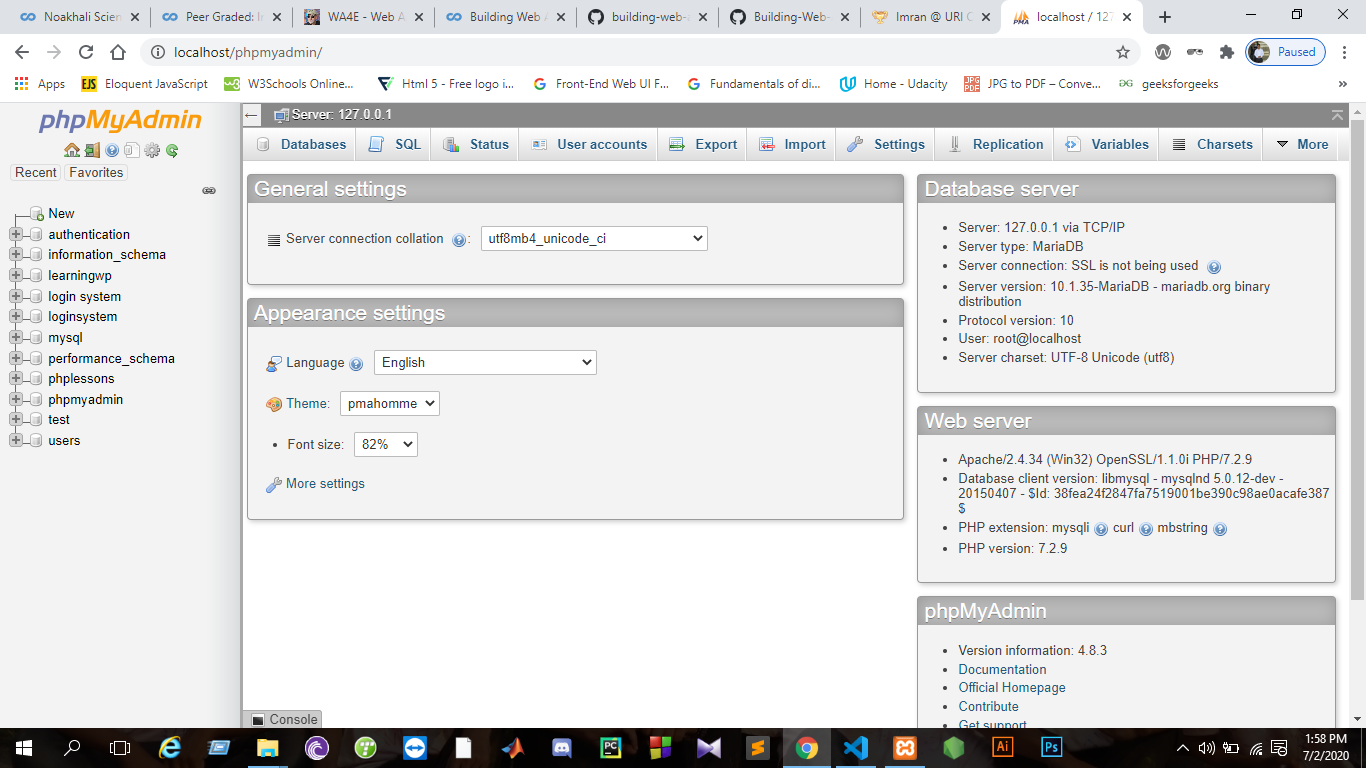 Noakhali Scien
Peer Graded: I
WA4E - Web A
Building Web A
building-web-a
Building-Web-
Imran @ URI O
localhost / 127
localhost/phpmyadmin/
Paused
Apps
Eloquent JavaScript
W3Schools Online...
Html 5 - Free logo i...
Front-End Web UI F...
Fundamentals of di...
Home - Udacity
JPG to PDF – Conve...
geeksforgeeks
phpMyAdmin
Recent Favorites
New
authentication
information_schema
learningwp
login system
loginsystem
mysql
performance_schema
phplessons
phpmyadmin
test
users
Server: 127.0.0.1
Databases
SQL
Status
User accounts
Export
Import
Settings
Replication
Variables
Charsets
More
General settings
Server connection collation : utf8mb4_unicode_ci
Appearance settings
Language English
Theme: pmahomme
Font size: 82%
More settings
Database server
Server: 127.0.0.1 via TCP/IP
Server type: MariaDB
Server connection: SSL is not being used
Server version: 10.1.35-MariaDB - mariadb.org binary
distribution
Protocol version: 10
User: root@localhost
Server charset: UTF-8 Unicode (utf8)
Web server
Apache/2.4.34 (Win32) OpenSSL/1.1.0i PHP/7.2.9
Database client version: libmysql - mysqlnd 5.0.12-dev -
20150407 - $Id: 38fea24f2847fa7519001be390c98ae0acafe387
$
PHP extension: mysqli curl mbstring
PHP version: 7.2.9
phpMyAdmin
Version information: 4.8.3
Documentation
Official Homepage
Contribute
Get support
Console
1:58 PM
7/2/2020